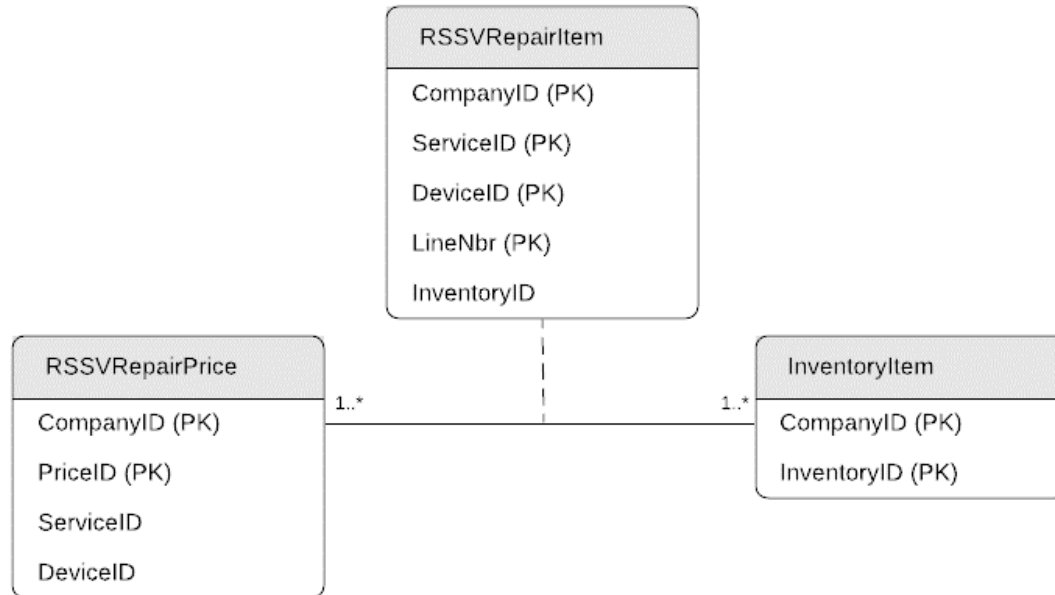 RSSVRepairItem
CompanyID (PK)
ServiceID (PK)
DeviceID (PK)
LineNbr (PK)
InventoryID
RSSVRepairPrice
CompanyID (PK)
PriceID (PK)
ServiceID
DeviceID
1..*
1..*
InventoryItem
CompanyID (PK)
InventoryID (PK)